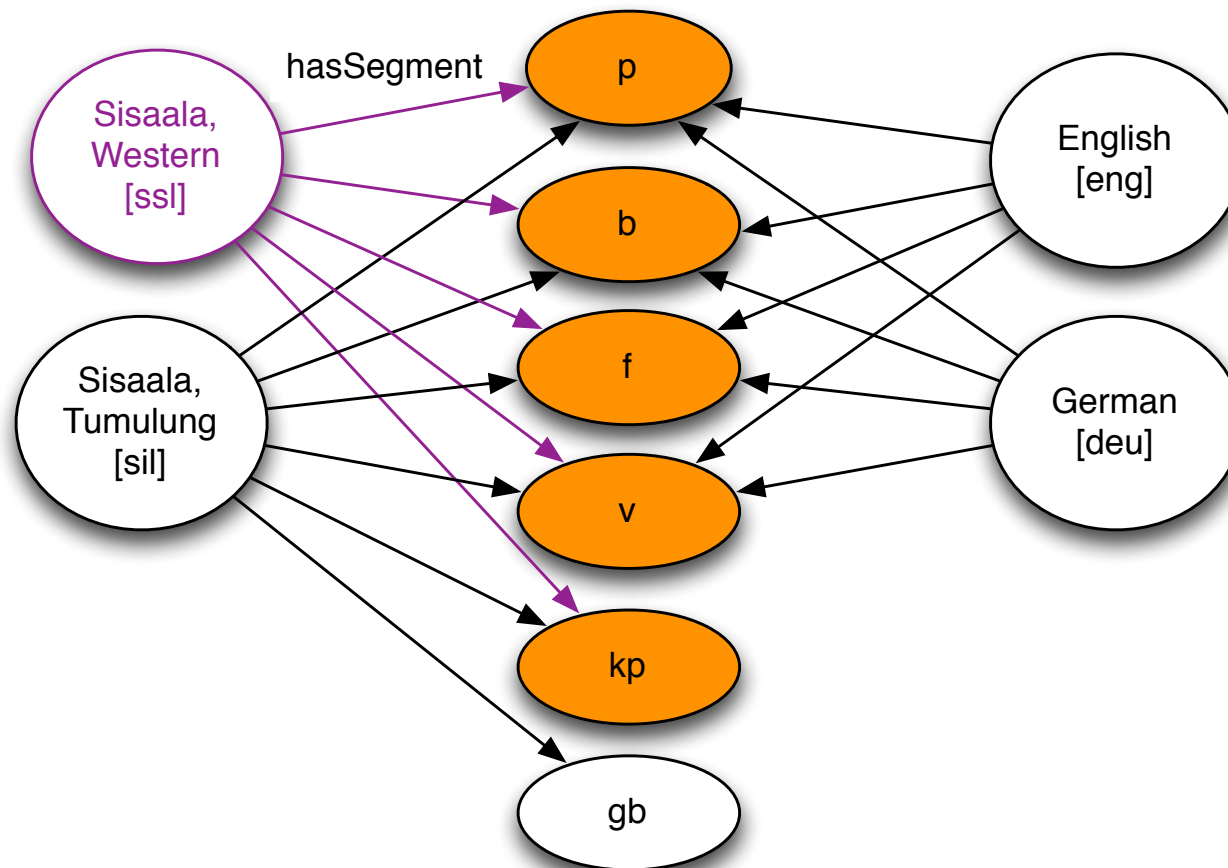 hasSegment
Sisaala,
Western
[ssl]
Sisaala,
Tumulung
[sil]
p
b
f
v
kp
gb
English
[eng]
German
[deu]